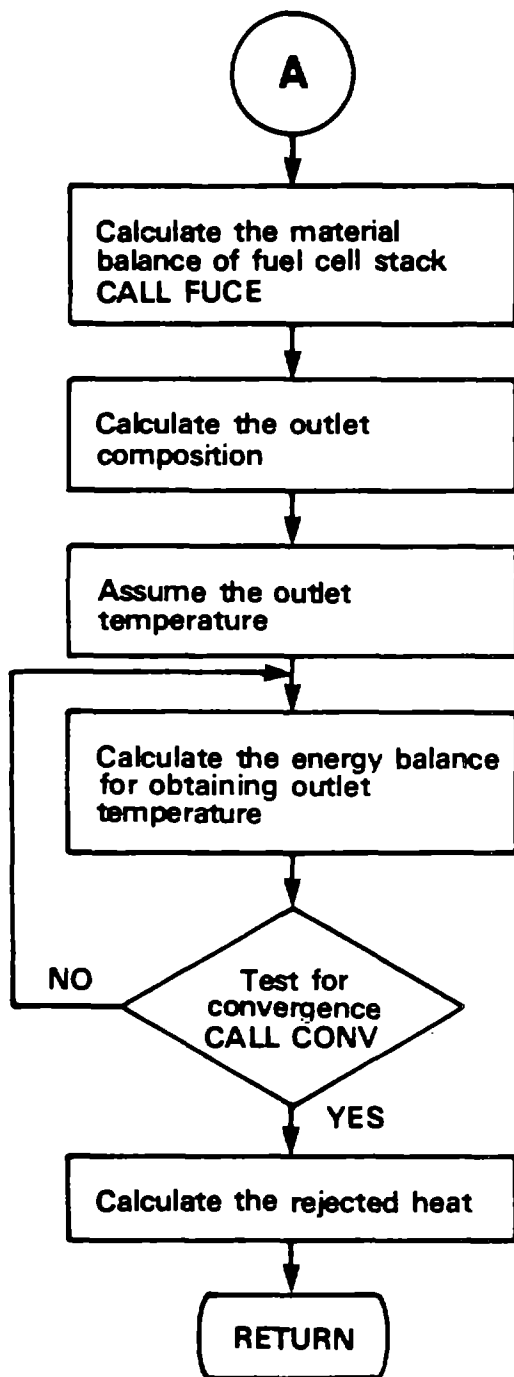 A
Calculate the material
balance of fuel cell stack
CALL FUCE
Calculate the outlet
composition
Assume the outlet
temperature
Calculate the energy balance
for obtaining outlet
temperature
NO
Test for
convergence
CALL CONV
YES
Calculate the rejected heat
RETURN